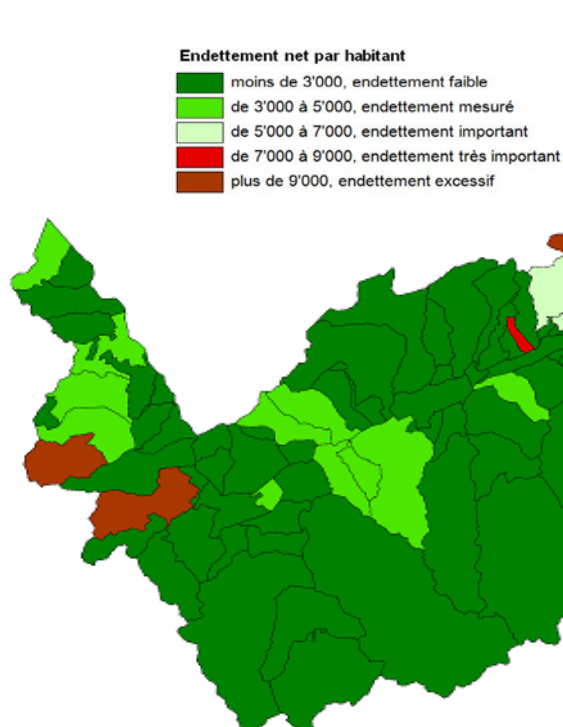 Endettement net par habitant
moins de 3'000, endettement faible
de 3'000 à 5'000, endettement mesuré
de 5'000 à 7'000, endettement important
de 7'000 à 9'000, endettement très important
plus de 9'000, endettement excessif